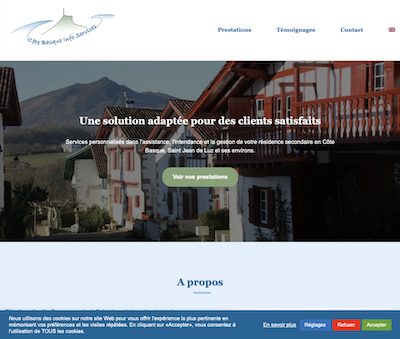 Côte Basque Info Services
Prestations
Témoignages
Contact
Une solution adaptée pour des clients satisfaits
Services personnalisés dans l'assistance, l'intendance et la gestion de votre résidence secondaire en Côte
Basque, Saint Jean de Luz et ses environs.
Voir nos prestations
A propos
Nous utilisons des cookies sur notre site Web pour vous offrir l'expérience la plus pertinente en
mémorisant vos préférences et les visites répétées. En cliquant sur «Accepter», vous consentez à
l'utilisation de TOUS les cookies.
En savoir plus
Réglages
Refuser
Accepter